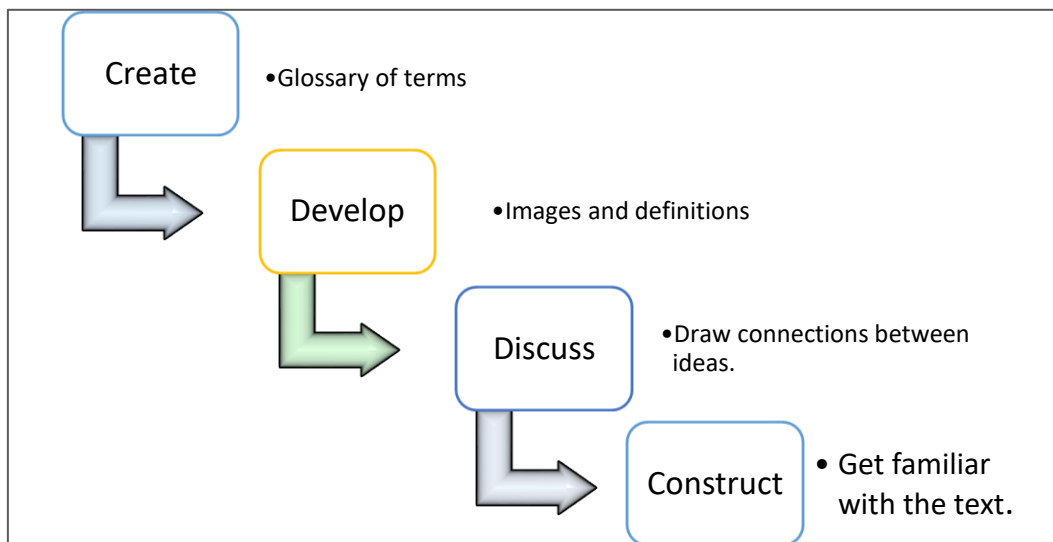 Create
•Glossary of terms
Develop
•Images and definitions
Discuss
•Draw connections between
ideas.
Construct
• Get familiar
with the text.